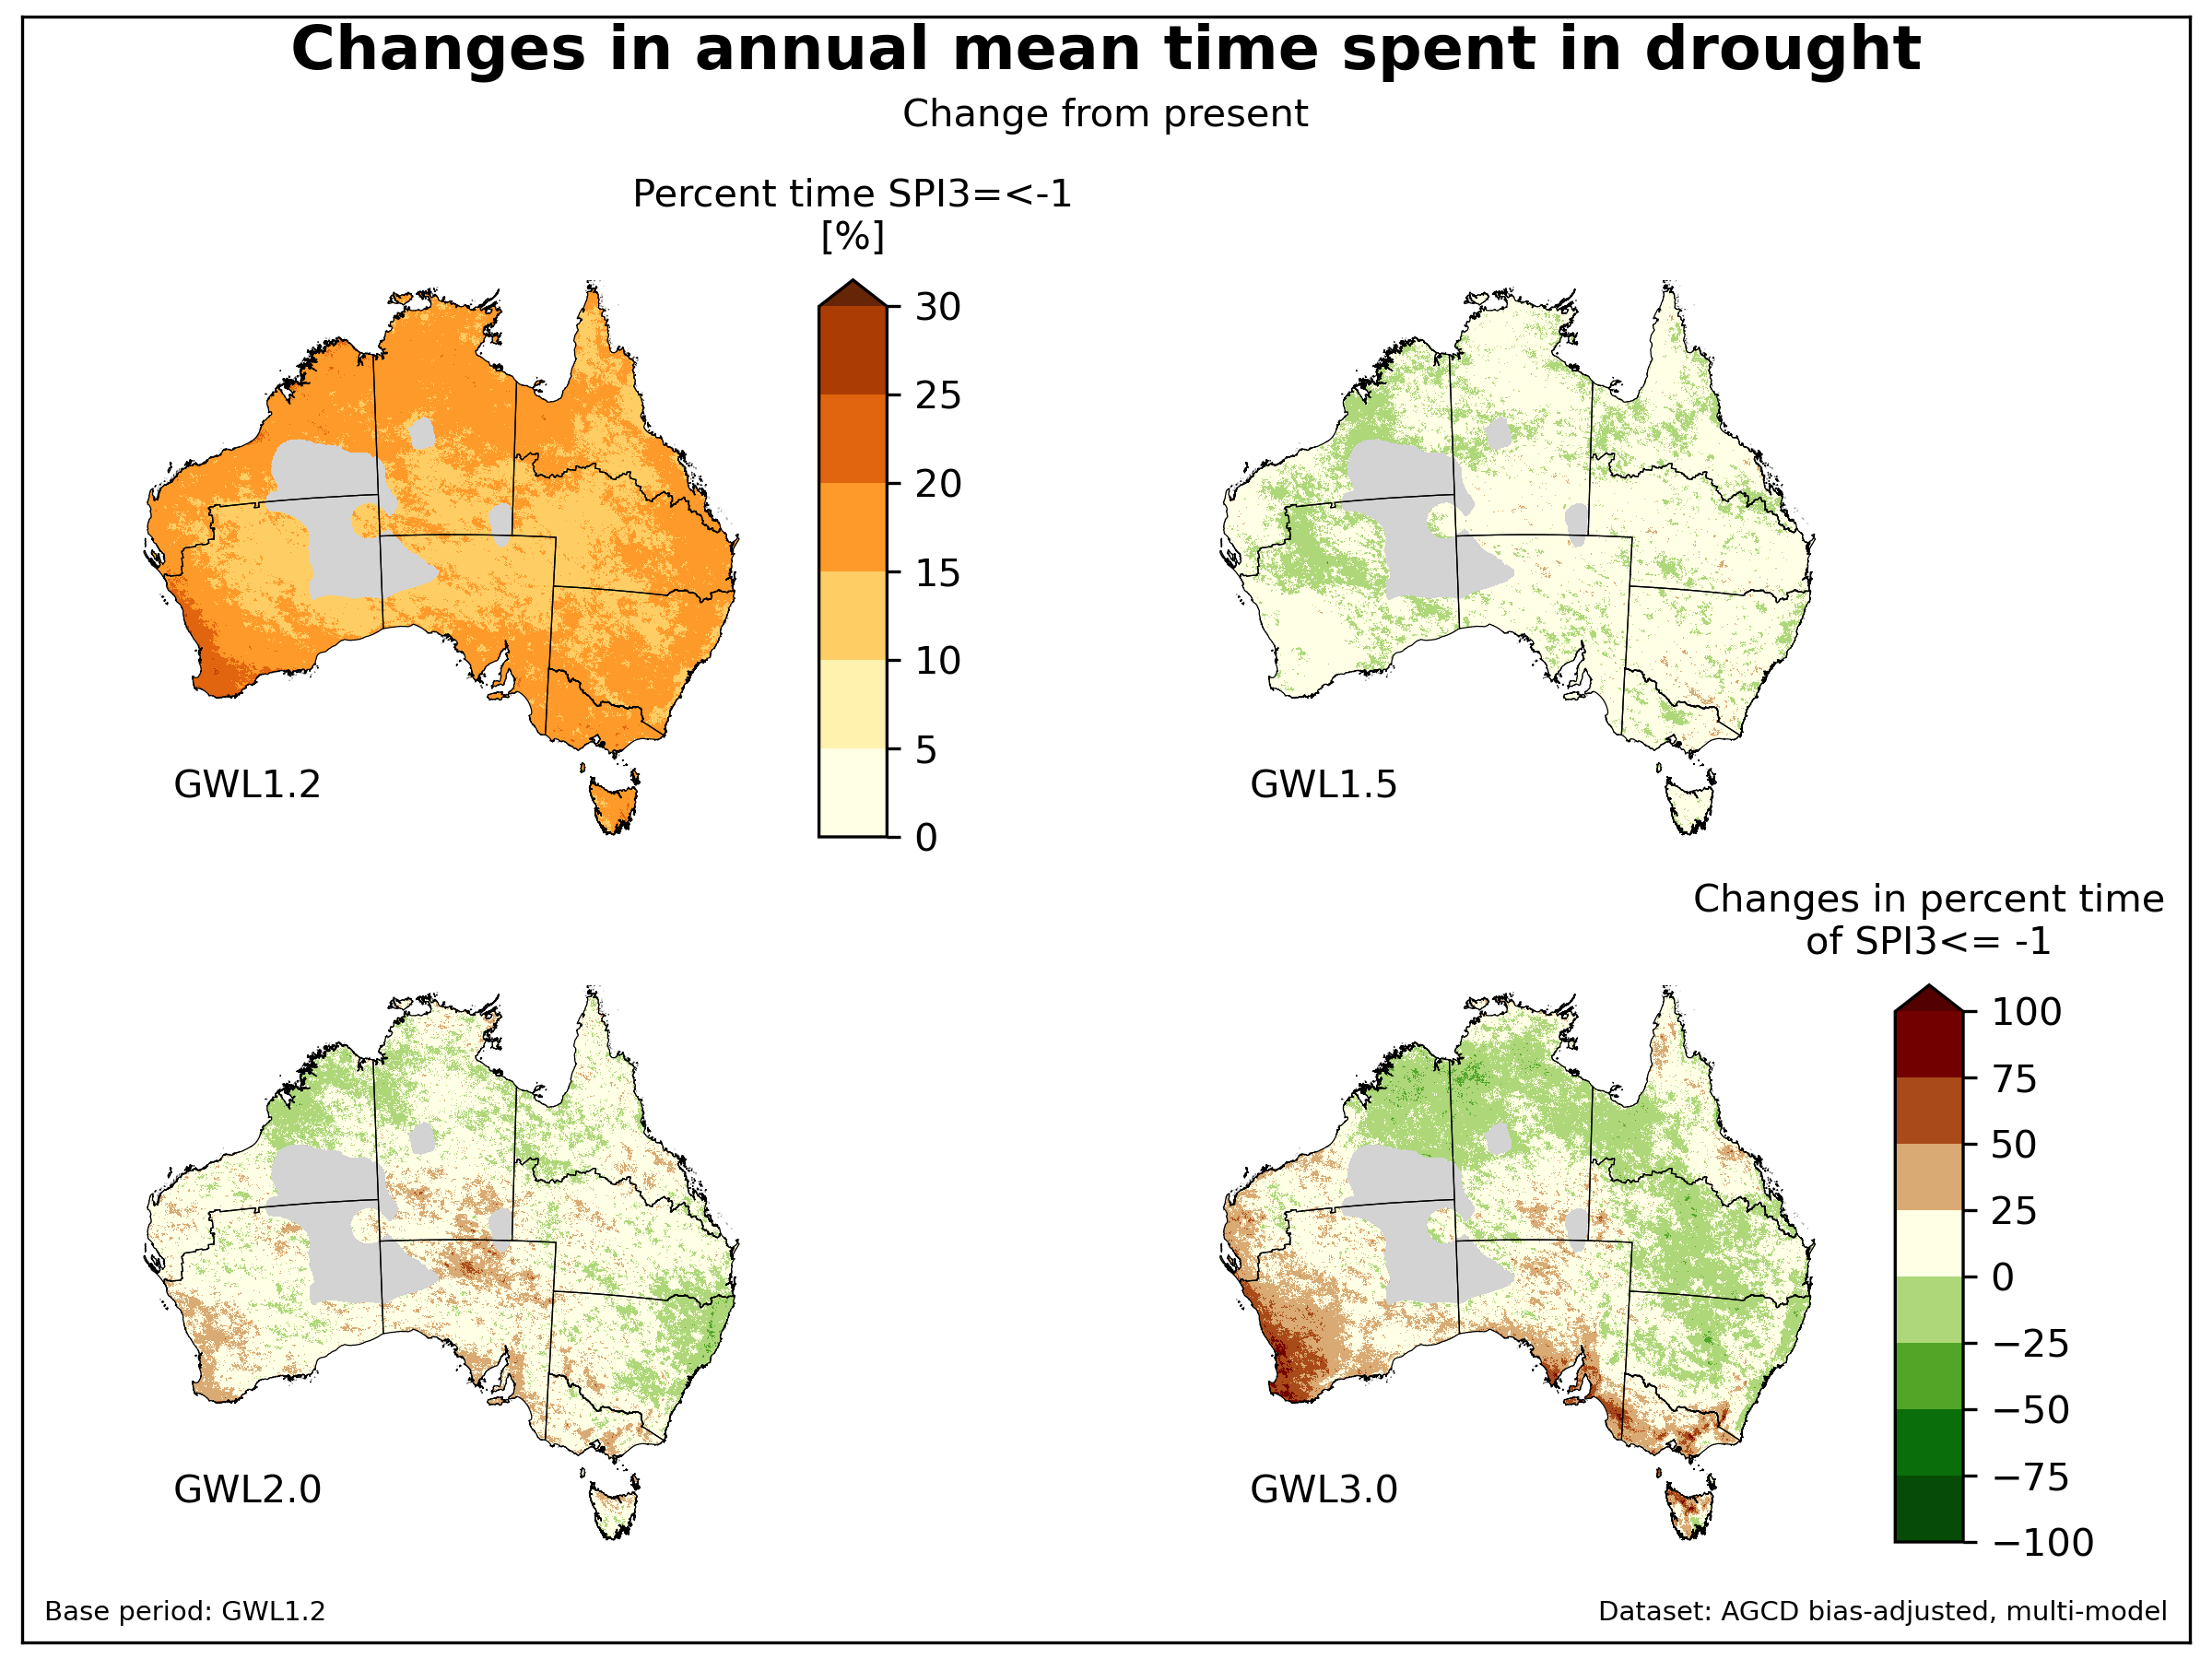 Changes in annual mean time spent in drought
Change from present
Percent time SPI3=<-1
[%]
30
25
20
15
10
5
0
GWL1.2
GWL1.5
Changes in percent time
of SPI3<= -1
100
75
50
25
0
−25
−50
−75
−100
GWL2.0
GWL3.0
Base period: GWL1.2
Dataset: AGCD bias-adjusted, multi-model